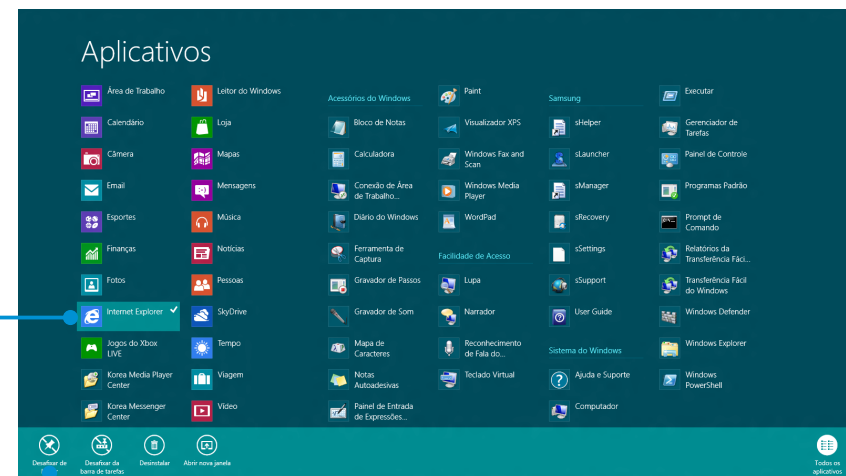 Aplicativos
Área de Trabalho
Calendário
Câmera
Email
Esportes
Finanças
Fotos
Internet Explorer
Jogos do Xbox
LIVE
Korea Media Player
Center
Korea Messenger
Center
Leitor do Windows
Loja
Mapas
Mensagens
Música
Notícias
Pessoas
SkyDrive
Tempo
Viagem
Vídeo
Acessórios do Windows
Bloco de Notas
Calculadora
Conexão de Área
de Trabalho...
Diário do Windows
Ferramenta de
Captura
Gravador de Passos
Gravador de Som
Mapa de
Caracteres
Notas
Autoadesivas
Painel de Entrada
de Expressões...
Paint
Visualizador XPS
Windows Fax and
Scan
Windows Media
Player
WordPad
Facilidade de Acesso
Lupa
Narrador
Reconhecimento
de Fala do...
Teclado Virtual
Samsung
sHelper
sLauncher
sManager
sRecovery
sSettings
sSupport
User Guide
Sistema do Windows
Ajuda e Suporte
Computador
Executar
Gerenciador de
Tarefas
Painel de Controle
Programas Padrão
Prompt de
Comando
Relatórios da
Transferência Fáci...
Transferência Fácil
do Windows
Windows Defender
Windows Explorer
Windows
PowerShell
Desafixar de
Desafixar da
barra de tarefas
Desinstalar
Abrir nova janela
Todos os
aplicativos